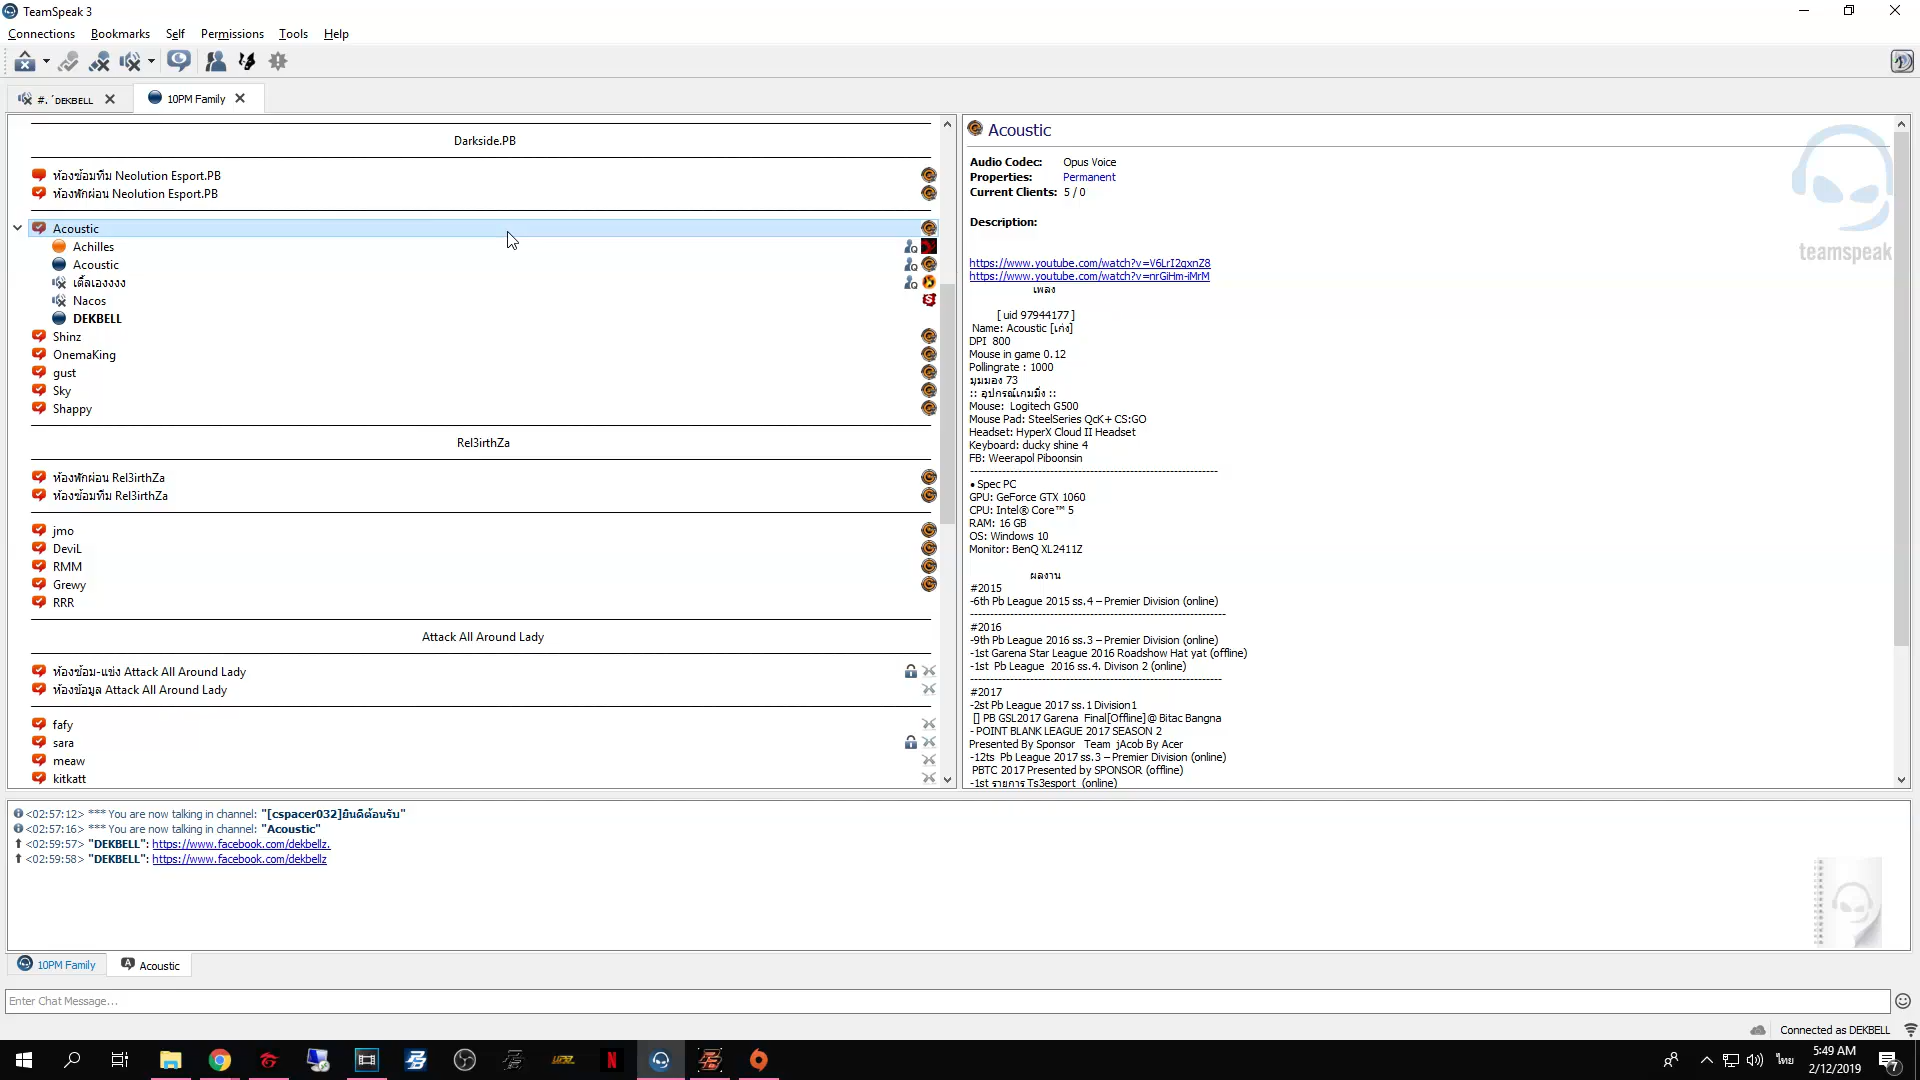 TeamSpeak 3
Connections Bookmarks Self Permissions Tools Help
#. ´DEKBELL
10PM Family
Darkside.PB
ห้องซ้อมทีม Neolution Esport.PB
ห้องพักผ่อน Neolution Esport.PB
Acoustic
Achilles
Acoustic
เตี้ลเองงงง
Nacos
DEKBELL
Shinz
OnemaKing
gust
Sky
Shappy
Rel3irthZa
ห้องพักผ่อน Rel3irthZa
ห้องซ้อมทีม Rel3irthZa
jmo
DeviL
RMM
Grewy
RRR
Attack All Around Lady
ห้องซ้อม-แข่ง Attack All Around Lady
ห้องข้อมูล Attack All Around Lady
fafy
sara
meaw
kitkatt
Acoustic
Audio Codec: Opus Voice
Properties: Permanent
Current Clients: 5 / 0
Description:
teamspeak
https://www.youtube.com/watch?v=V6LrI2qxnZ8
https://www.youtube.com/watch?v=nrGiHm-iMrM
เพลง
[ uid 97944177 ]
Name: Acoustic [เก่ง]
DPI 800
Mouse in game 0.12
Pollingrate : 1000
มุมมอง 73
:: อุปกรณ์เกมมิ่ง ::
Mouse: Logitech G500
Mouse Pad: SteelSeries QcK+ CS:GO
Headset: HyperX Cloud II Headset
Keyboard: ducky shine 4
FB: Weerapol Piboonsin
--------------------------------------------------------------
• Spec PC
GPU: GeForce GTX 1060
CPU: Intel® Core™ 5
RAM: 16 GB
OS: Windows 10
Monitor: BenQ XL2411Z
ผลงาน
#2015
-6th Pb League 2015 ss.4 – Premier Division (online)
----------------------------------------------------------------
#2016
-9th Pb League 2016 ss.3 – Premier Division (online)
-1st Garena Star League 2016 Roadshow Hat yat (offline)
-1st Pb League 2016 ss.4. Divison 2 (online)
---------------------------------------------------------------
#2017
-2st Pb League 2017 ss.1 Division1
[] PB GSL2017 Garena Final[Offline] @ Bitac Bangna
- POINT BLANK LEAGUE 2017 SEASON 2
Presented By Sponsor Team jAcob By Acer
-12ts Pb League 2017 ss.3 – Premier Division (online)
PBTC 2017 Presented by SPONSOR (offline)
-1st รายการ Ts3esport (online)
<02:57:12> *** You are now talking in channel: "[cspacer032]ยินดีต้อนรับ"
<02:57:16> *** You are now talking in channel: "Acoustic"
<02:59:57> "DEKBELL": https://www.facebook.com/dekbellz.
<02:59:58> "DEKBELL": https://www.facebook.com/dekbellz
10PM Family
Acoustic
Enter Chat Message...
Connected as DEKBELL
ไทย
5:49 AM
2/12/2019
7